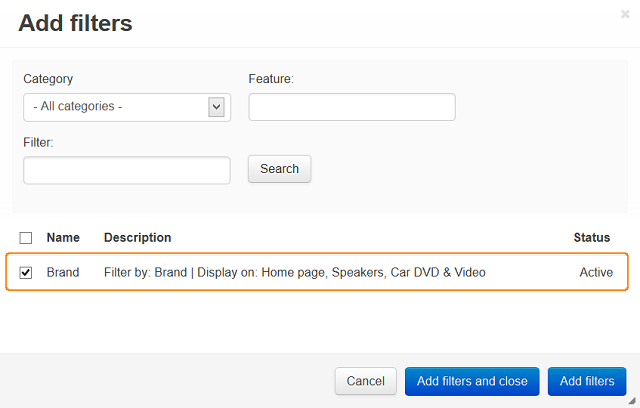 Add filters
Category Feature:
- All categories -
Filter:
Search
Name Description Status
Brand Filter by: Brand | Display on: Home page, Speakers, Car DVD & Video Active
Cancel Add filters and close Add filters